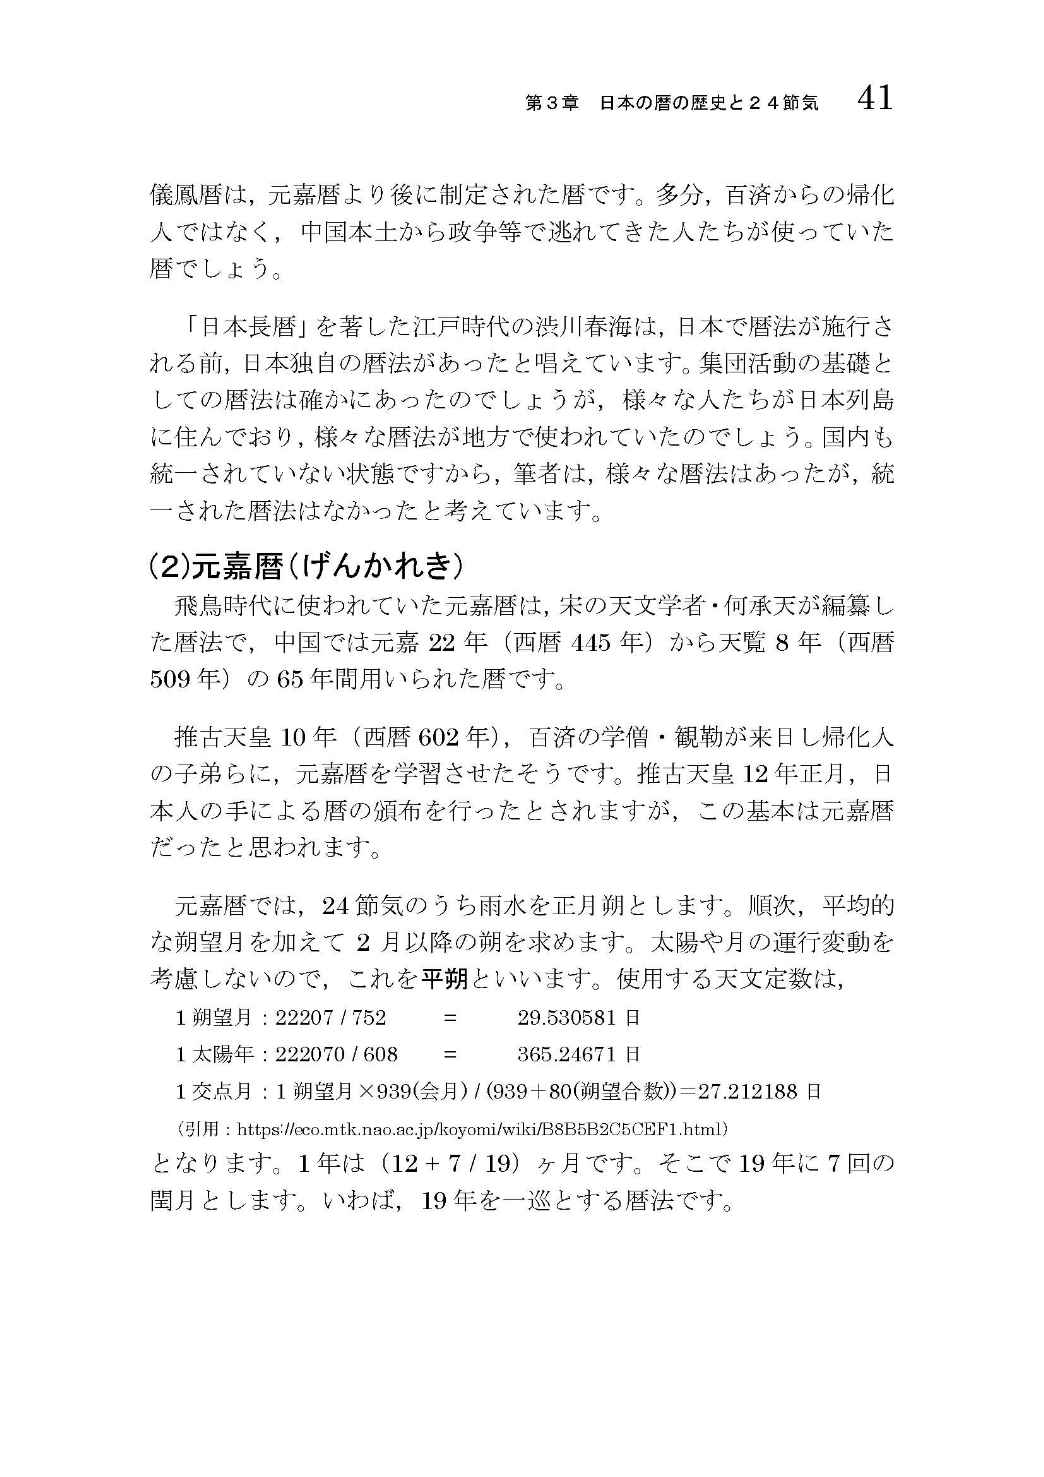 第３章　日本の暦の歴史と２４節気　41
儀鳳暦は，元嘉暦より後に制定された暦です。多分，百済からの帰化
人ではなく，中国本土から政争等で逃れてきた人たちが使っていた
暦でしょう。
「日本長暦」を著した江戸時代の渋川春海は，日本で暦法が施行さ
れる前，日本独自の暦法があったと唱えています。集団活動の基礎と
しての暦法は確かにあったのでしょうが，様々な人たちが日本列島
に住んでおり，様々な暦法が地方で使われていたのでしょう。国内も
統一されていない状態ですから，筆者は，様々な暦法はあったが，統
一された暦法はなかったと考えています。
(2)元嘉暦（げんかれき）
飛鳥時代に使われていた元嘉暦は，宋の天文学者・何承天が編纂し
た暦法で，中国では元嘉 22 年（西暦 445 年）から天覧 8 年（西暦
509 年）の 65 年間用いられた暦です。
推古天皇 10 年（西暦 602 年），百済の学僧・観勒が来日し帰化人
の子弟らに，元嘉暦を学習させたそうです。推古天皇 12 年正月，日
本人の手による暦の頒布を行ったとされますが，この基本は元嘉暦
だったと思われます。
元嘉暦では，24 節気のうち雨水を正月朔とします。順次，平均的
な朔望月を加えて 2 月以降の朔を求めます。太陽や月の運行変動を
考慮しないので，これを平朔といいます。使用する天文定数は，
1 朔望月：22207 / 752　=　29.530581 日
1 太陽年：222070 / 608　=　365.24671 日
1 交点月：1 朔望月×939(会月) / (939＋80(朔望合数))＝27.212188 日
（引用：https://eco.mtk.nao.ac.jp/koyomi/wiki/B8B5B2C5CEF1.html）
となります。1 年は（12 + 7 / 19）ヶ月です。そこで 19 年に 7 回の
閏月とします。いわば，19 年を一巡とする暦法です。